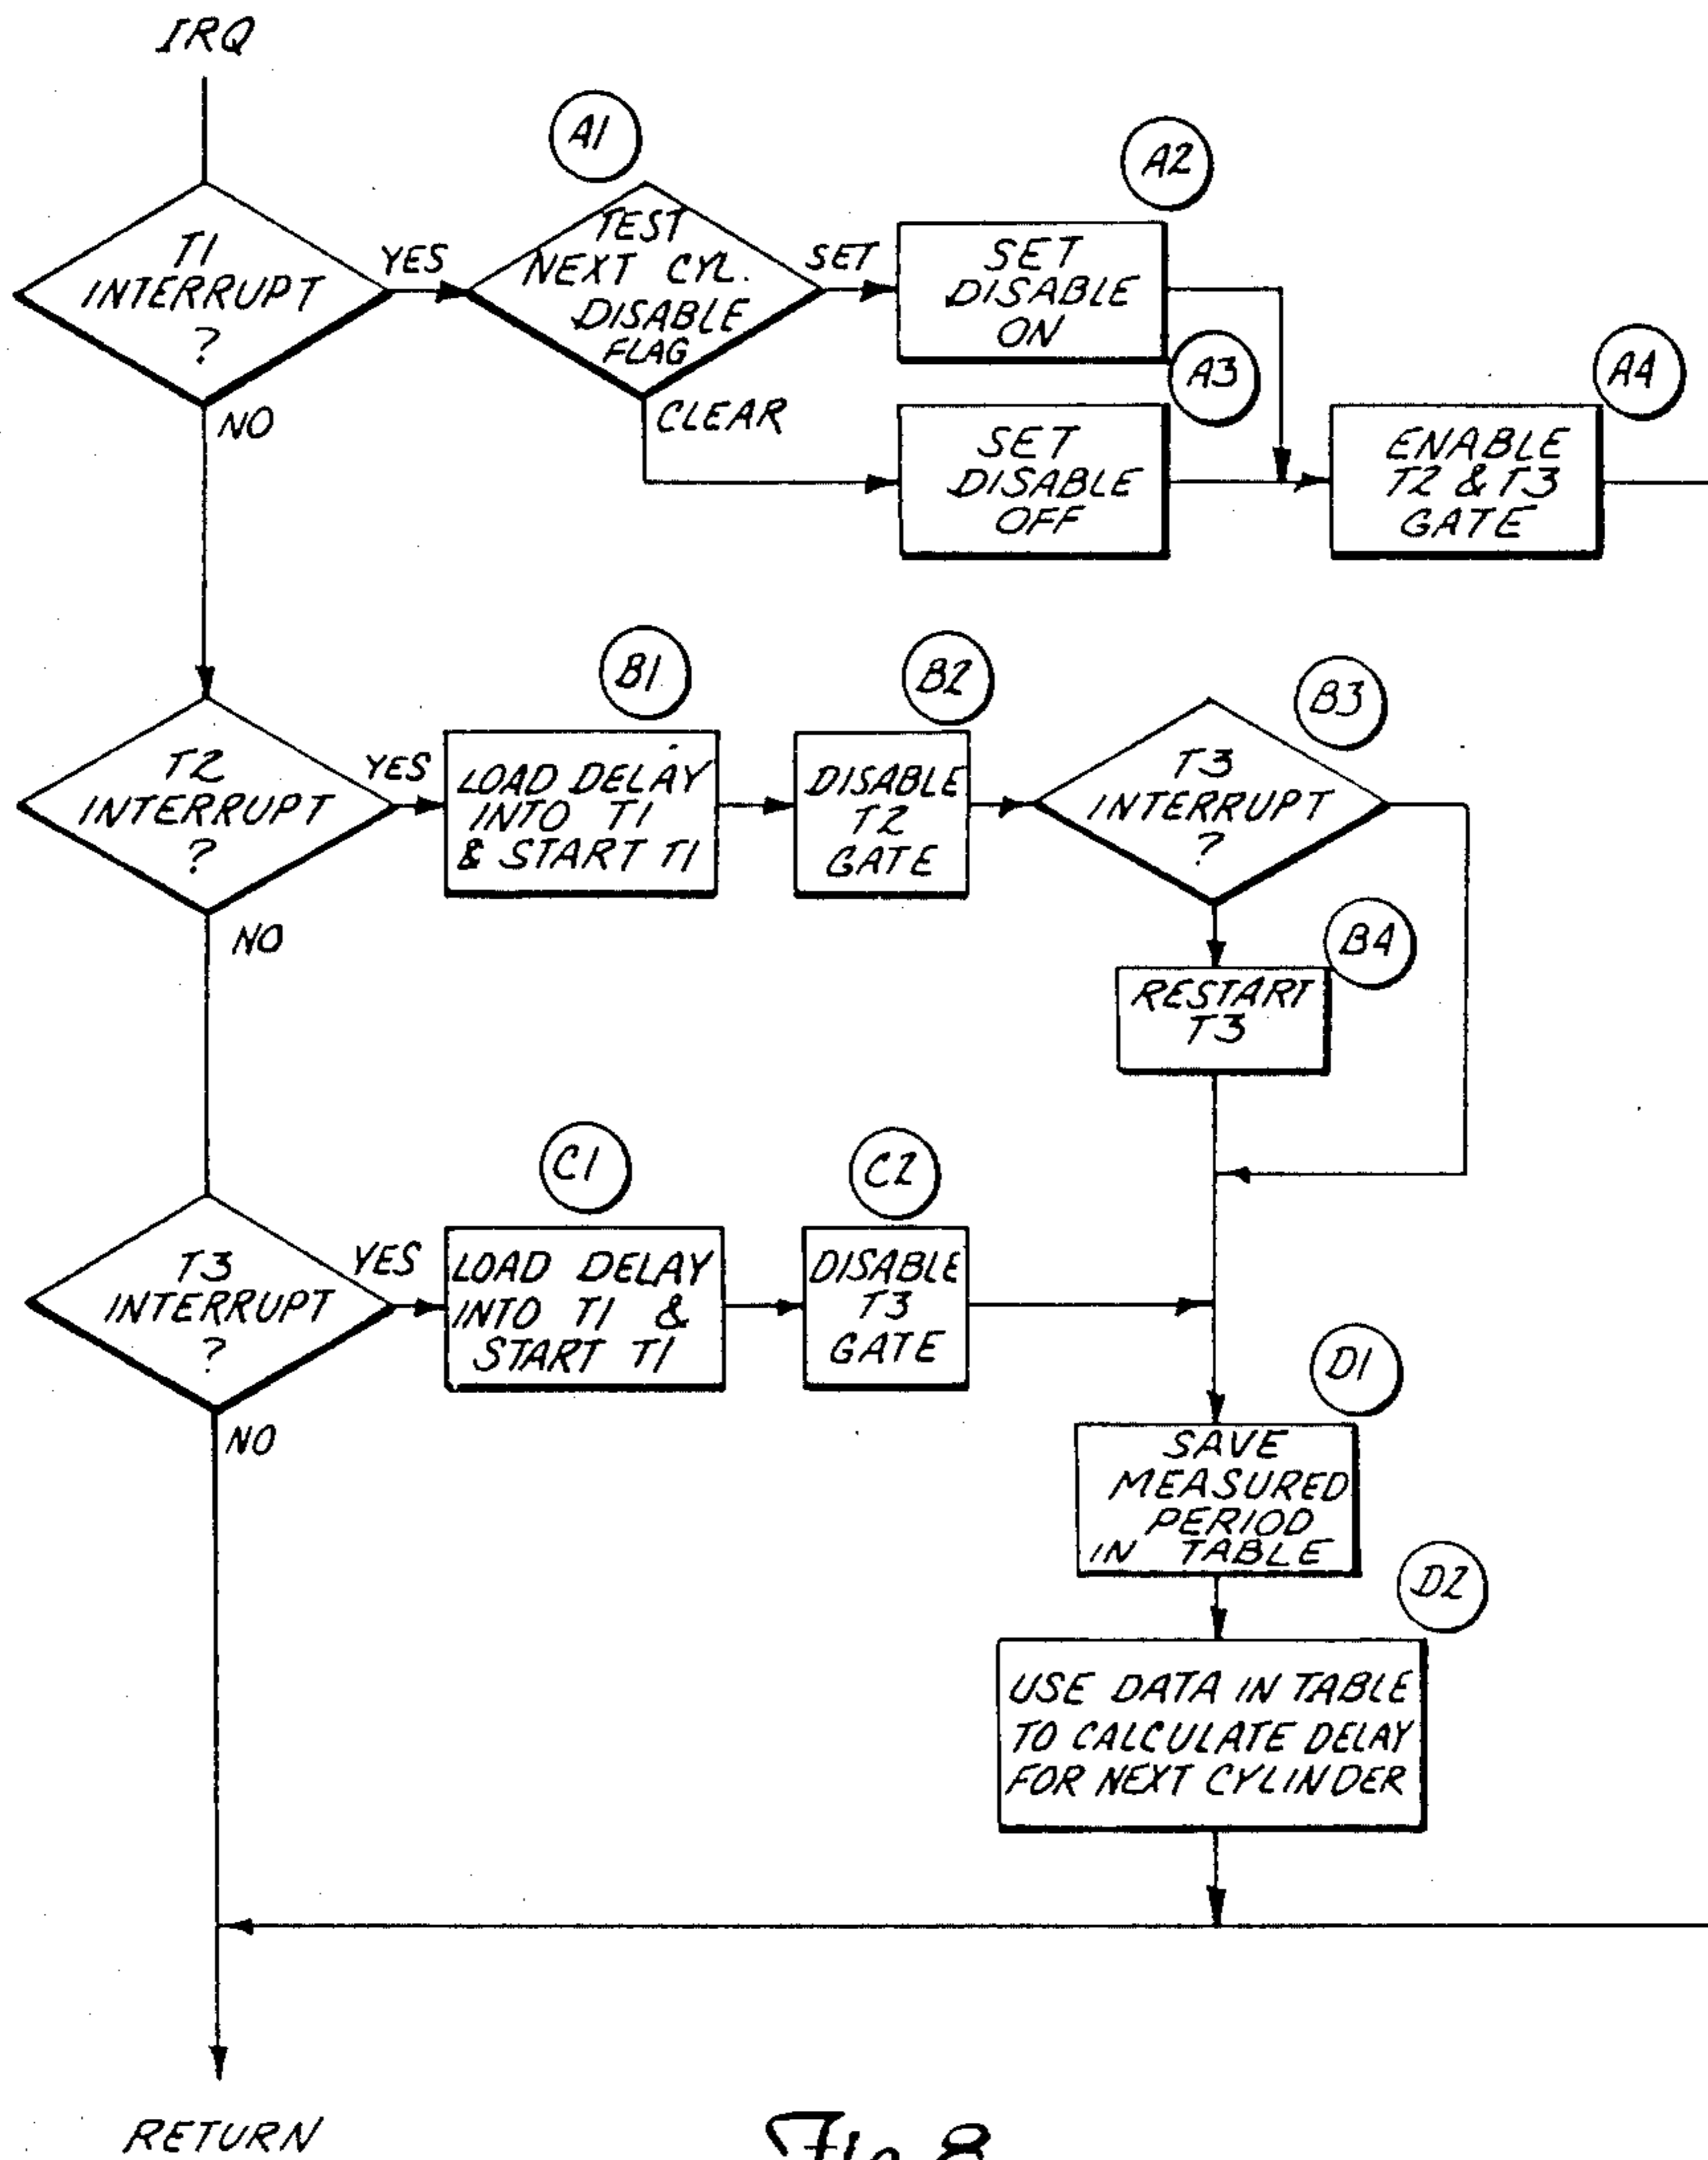 IRQ
A1
A2
T1
INTERRUPT
?
YES
TEST
NEXT CYL.
DISABLE
FLAG
SET
SET
DISABLE
ON
A3
A4
NO
CLEAR
SET
DISABLE
OFF
ENABLE
T2 & T3
GATE
B1
B2
B3
T2
INTERRUPT
?
YES
LOAD DELAY
INTO T1
& START T1
DISABLE
T2
GATE
T3
INTERRUPT
?
NO
B4
RESTART
T3
C1
C2
T3
INTERRUPT
?
YES
LOAD DELAY
INTO T1 &
START T1
DISABLE
T3
GATE
D1
NO
SAVE
MEASURED
PERIOD
IN TABLE
D2
USE DATA IN TABLE
TO CALCULATE DELAY
FOR NEXT CYLINDER
RETURN
Fig. 8